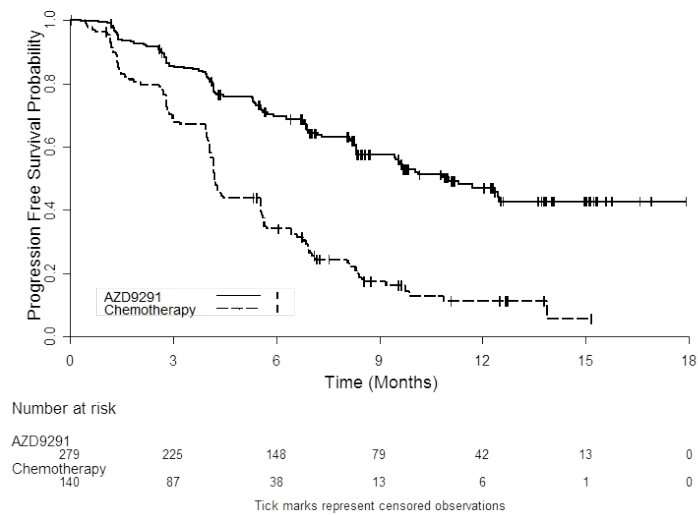 Progression Free Survival Probability
1.0
0.8
0.6
0.4
0.2
0.0
AZD9291
Chemotherapy
0 3 6 9 12 15 18
Time (Months)
Number at risk
AZD9291
279 225 148 79 42 13 0
Chemotherapy
140 87 38 13 6 1 0
Tick marks represent censored observations